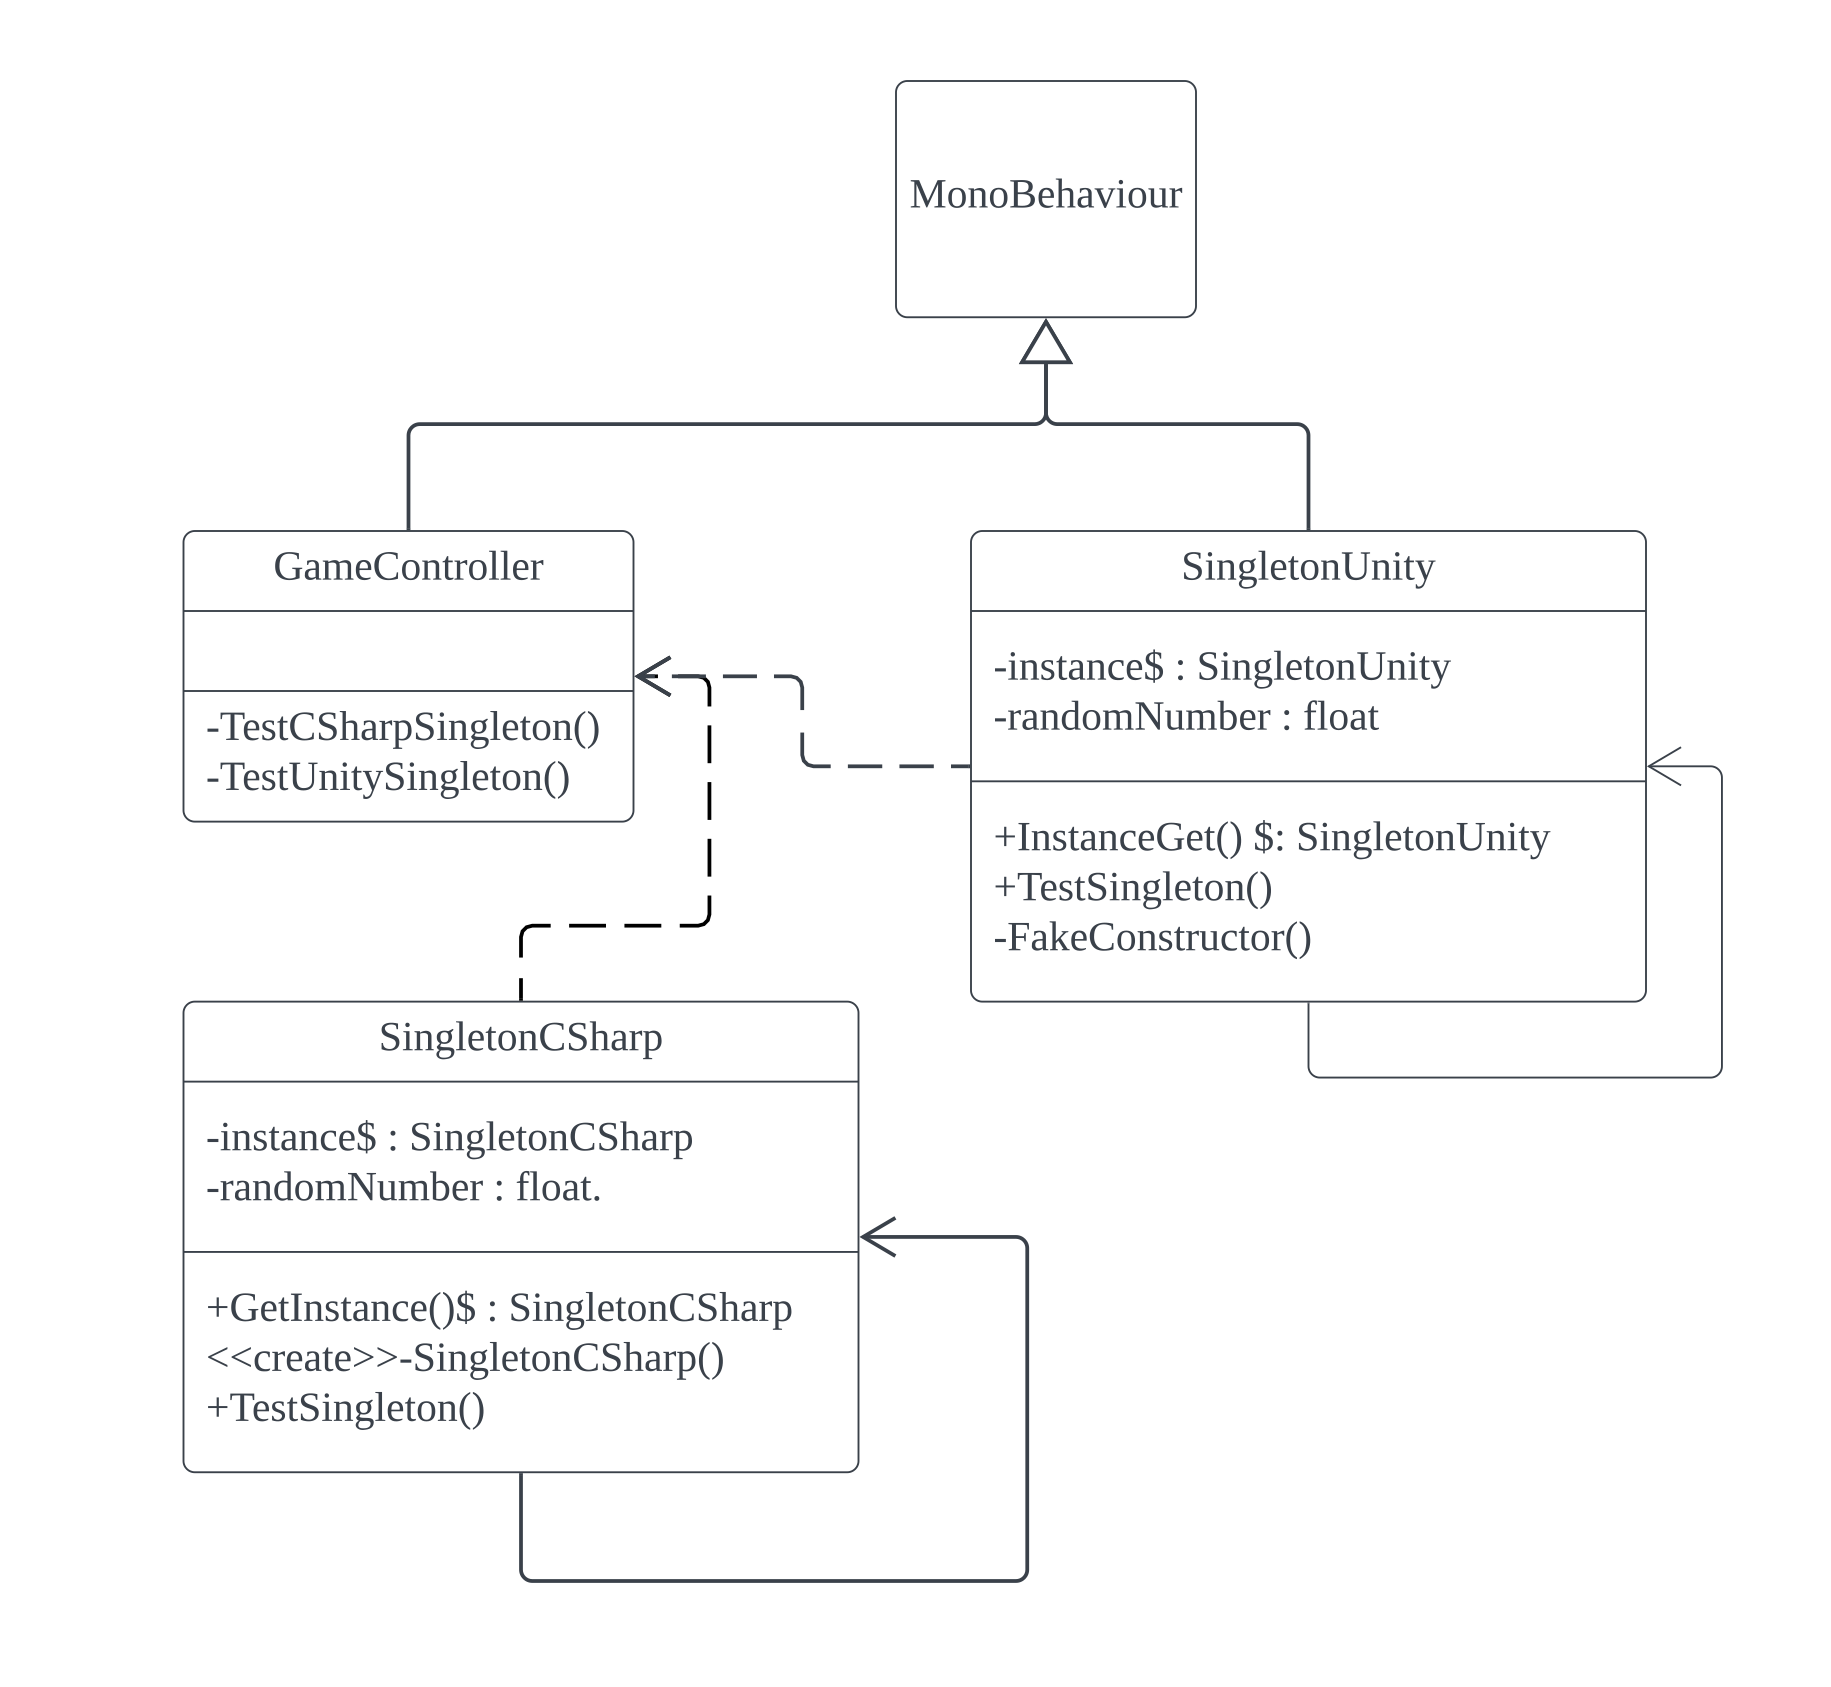 MonoBehaviour
GameController
-TestCSharpSingleton()
-TestUnitySingleton()
SingletonUnity
-instance$ : SingletonUnity
-randomNumber : float
+InstanceGet() $: SingletonUnity
+TestSingleton()
-FakeConstructor()
SingletonCSharp
-instance$ : SingletonCSharp
-randomNumber : float.
+GetInstance()$ : SingletonCSharp
<<create>>-SingletonCSharp()
+TestSingleton()